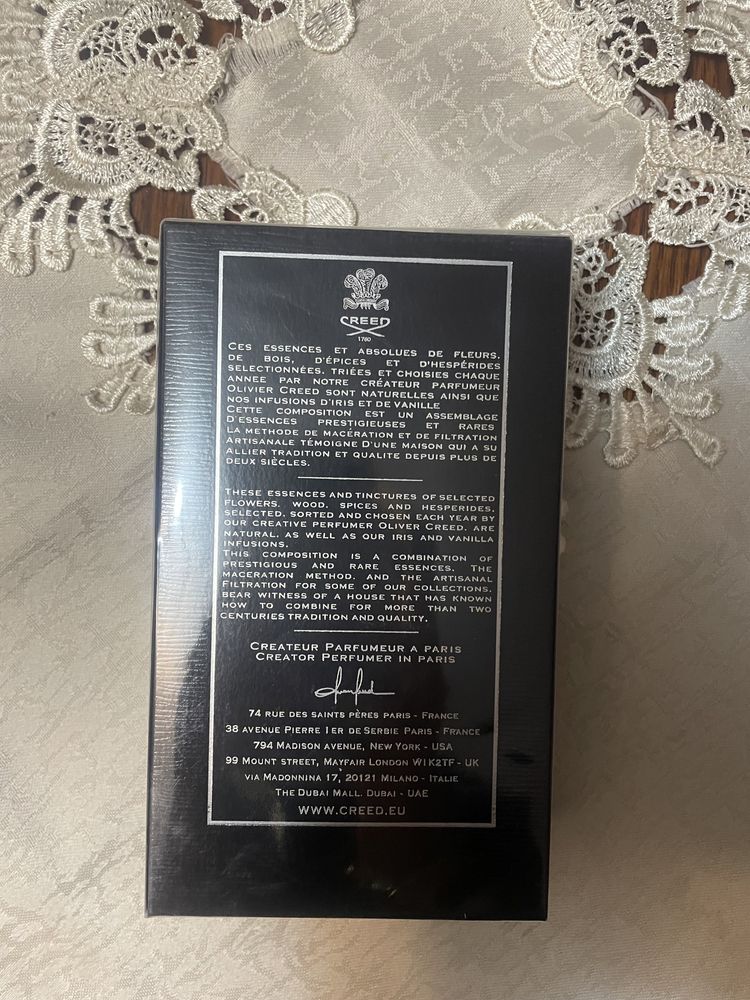 CREED
1760
CES ESSENCES ET ABSOLUES DE FLEURS,
DE BOIS, D'ÉPICES ET D'HESPÉRIDES
SELECTIONNÉES, TRIÉES ET CHOISIES CHAQUE
ANNEE PAR NOTRE CRÉATEUR PARFUMEUR
OLIVIER CREED SONT NATURELLES AINSI QUE
NOS INFUSIONS D'IRIS ET DE VANILLE
CETTE COMPOSITION EST UN ASSEMBLAGE
D'ESSENCES PRESTIGIEUSES ET RARES
LA METHODE DE MACÉRATION ET DE FILTRATION
ARTISANALE TÉMOIGNE D'UNE MAISON QUI A SU
ALLIER TRADITION ET QUALITE DEPUIS PLUS DE
DEUX SIÈCLES.
THESE ESSENCES AND TINCTURES OF SELECTED
FLOWERS, WOOD, SPICES AND HESPERIDES,
SELECTED, SORTED AND CHOSEN EACH YEAR BY
OUR CREATIVE PERFUMER OLIVER CREED, ARE
NATURAL, AS WELL AS OUR IRIS AND VANILLA
INFUSIONS.
THIS COMPOSITION IS A COMBINATION OF
PRESTIGIOUS AND RARE ESSENCES. THE
MACERATION METHOD, AND THE ARTISANAL
FILTRATION FOR SOME OF OUR COLLECTIONS,
BEAR WITNESS OF A HOUSE THAT HAS KNOWN
HOW TO COMBINE FOR MORE THAN TWO
CENTURIES TRADITION AND QUALITY.
CREATEUR PARFUMEUR A PARIS
CREATOR PERFUMER IN PARIS
74 RUE DES SAINTS PÈRES PARIS - FRANCE
38 AVENUE PIERRE 1ER DE SERBIE PARIS - FRANCE
794 MADISON AVENUE, NEW YORK - USA
99 MOUNT STREET, MAYFAIR LONDON W1K2TF - UK
VIA MADONNINA 17, 20121 MILANO - ITALIE
THE DUBAI MALL, DUBAI - UAE
WWW.CREED.EU